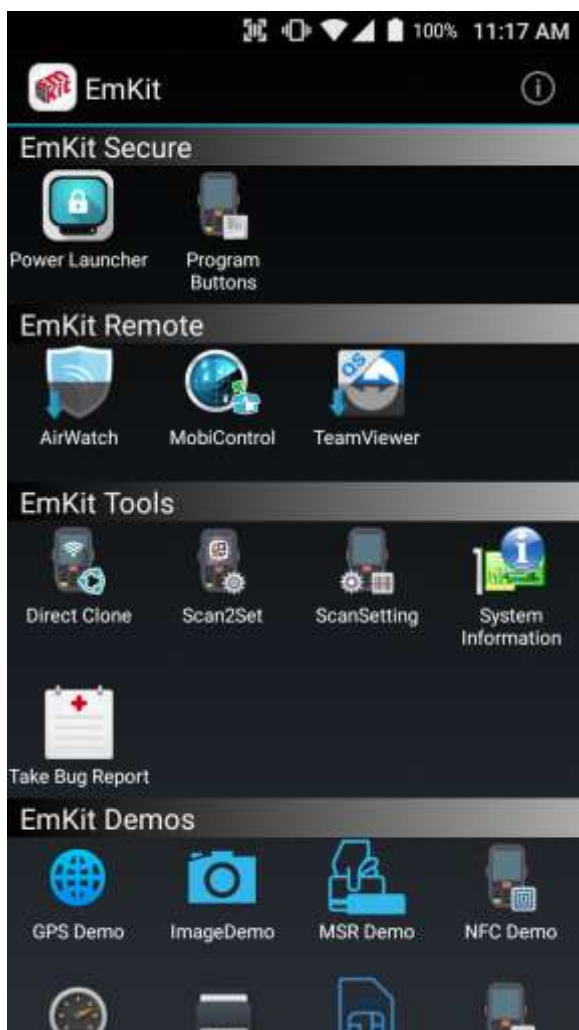 100% 11:17 AM
EmKit
EmKit Secure
Power Launcher Program
Buttons
EmKit Remote
AirWatch MobiControl TeamViewer
EmKit Tools
Direct Clone Scan2Set ScanSetting System
Information
Take Bug Report
EmKit Demos
GPS Demo ImageDemo MSR Demo NFC Demo